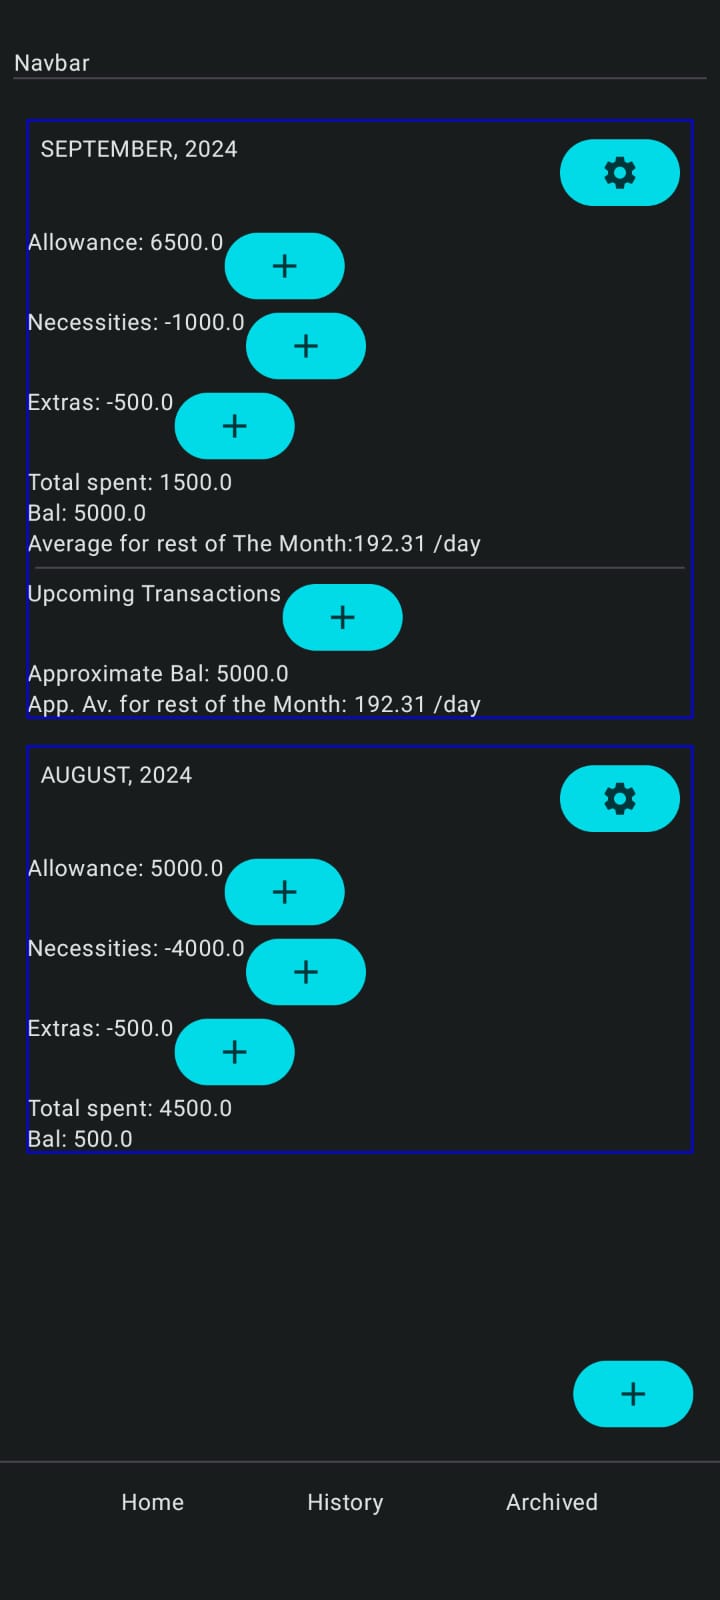 Navbar
SEPTEMBER, 2024
Allowance: 6500.0
+
Necessities: -1000.0
+
Extras: -500.0
+
Total spent: 1500.0
Bal: 5000.0
Average for rest of The Month:192.31 /day
Upcoming Transactions
+
Approximate Bal: 5000.0
App. Av. for rest of the Month: 192.31 /day
AUGUST, 2024
Allowance: 5000.0
+
Necessities: -4000.0
+
Extras: -500.0
+
Total spent: 4500.0
Bal: 500.0
+
Home History Archived